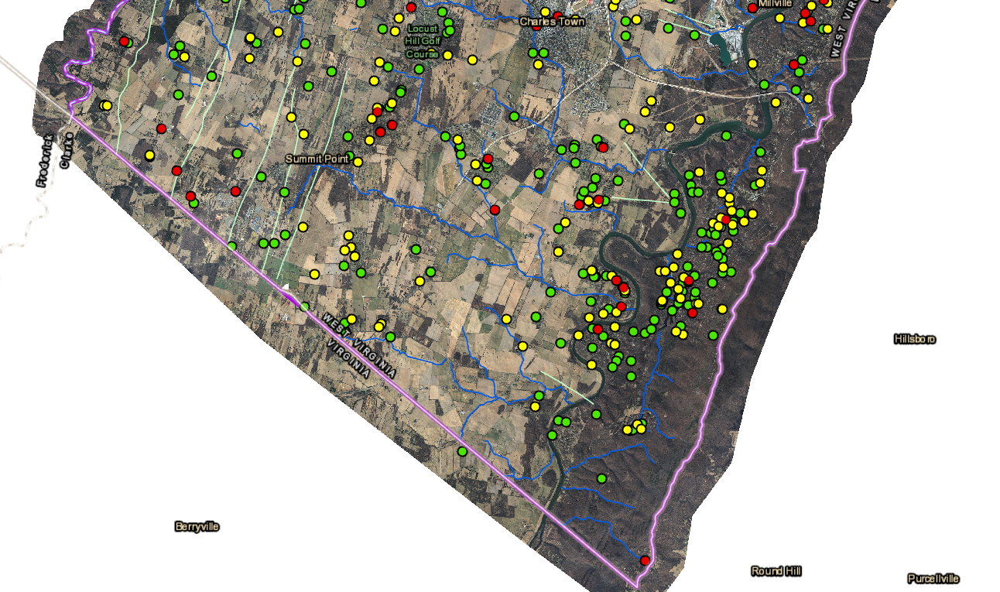 Millville
Charles Town
Locust
Hill Golf
Course
WEST VIR
Frederick
Clarke
Summit Point
WEST VIRGINIA
VIRGINIA
Hillsboro
Berryville
Round Hill
Purcellville